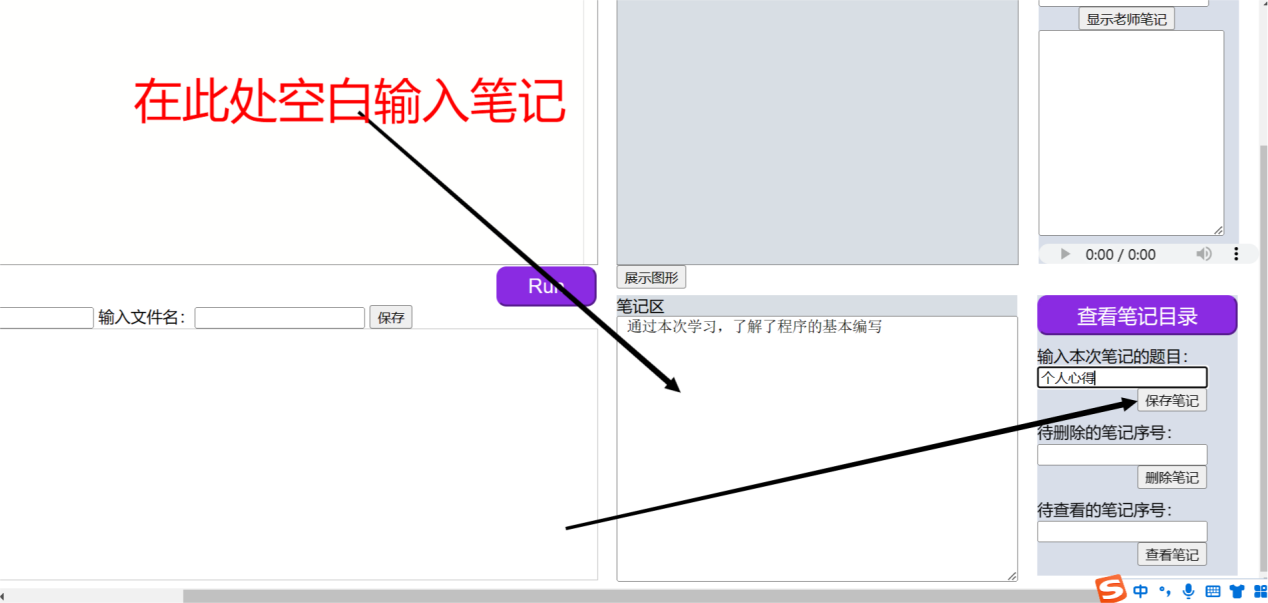 显示老师笔记
在此处空白输入笔记
0:00 / 0:00
Run
展示图形
输入文件名：
保存
笔记区
通过本次学习，了解了程序的基本编写
查看笔记目录
输入本次笔记的题目：
个人心得
保存笔记
待删除的笔记序号：
删除笔记
待查看的笔记序号：
查看笔记
S中